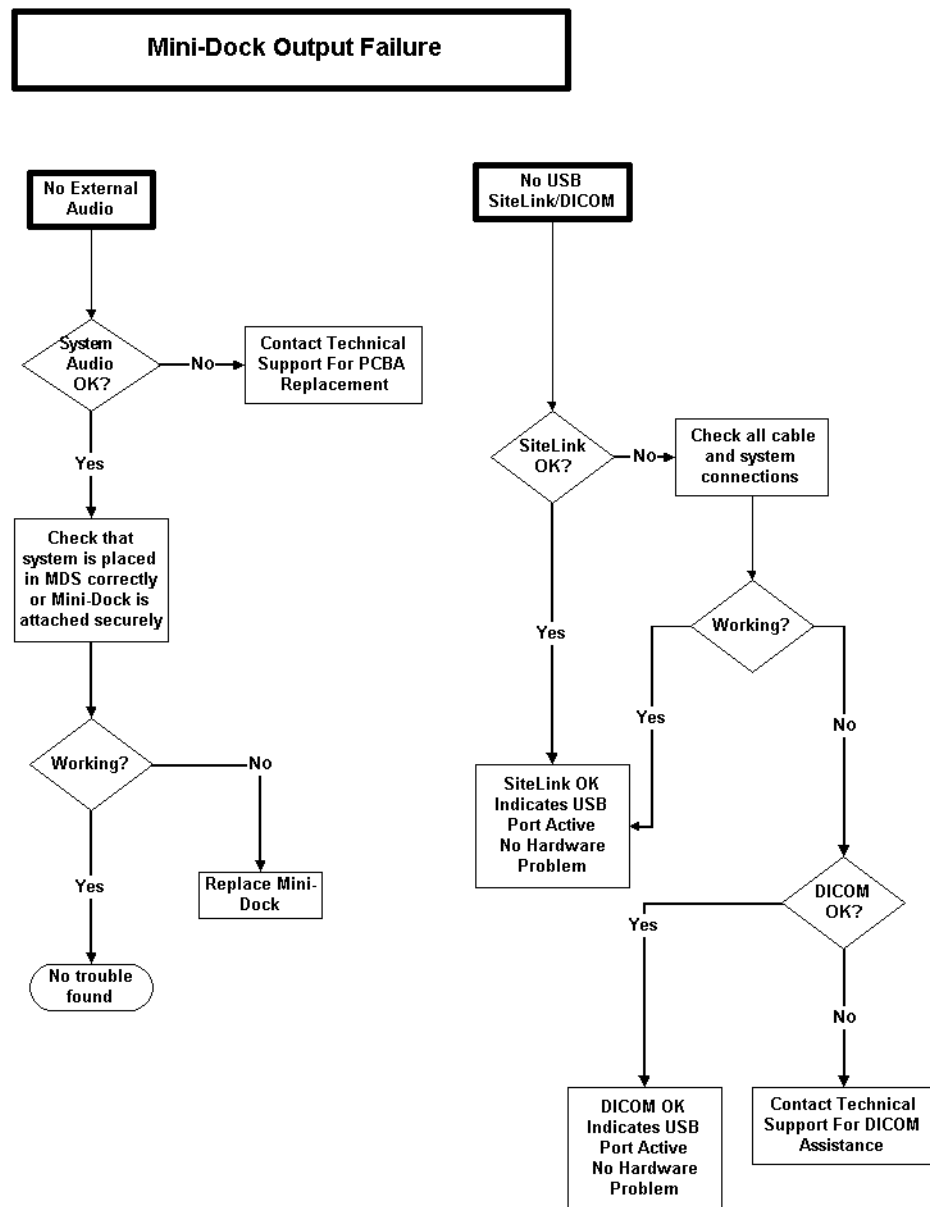 Mini-Dock Output Failure
No External
Audio
System
Audio
OK?
No
Contact Technical
Support For PCBA
Replacement
Yes
Check that
system is placed
in MDS correctly
or Mini-Dock is
attached securely
Working?
No
Replace Mini-
Dock
Yes
No trouble
found
No USB
SiteLink/DICOM
SiteLink
OK?
No
Check all cable
and system
connections
Yes
Working?
Yes
No
SiteLink OK
Indicates USB
Port Active
No Hardware
Problem
DICOM
OK?
Yes
No
DICOM OK
Indicates USB
Port Active
No Hardware
Problem
Contact Technical
Support For DICOM
Assistance